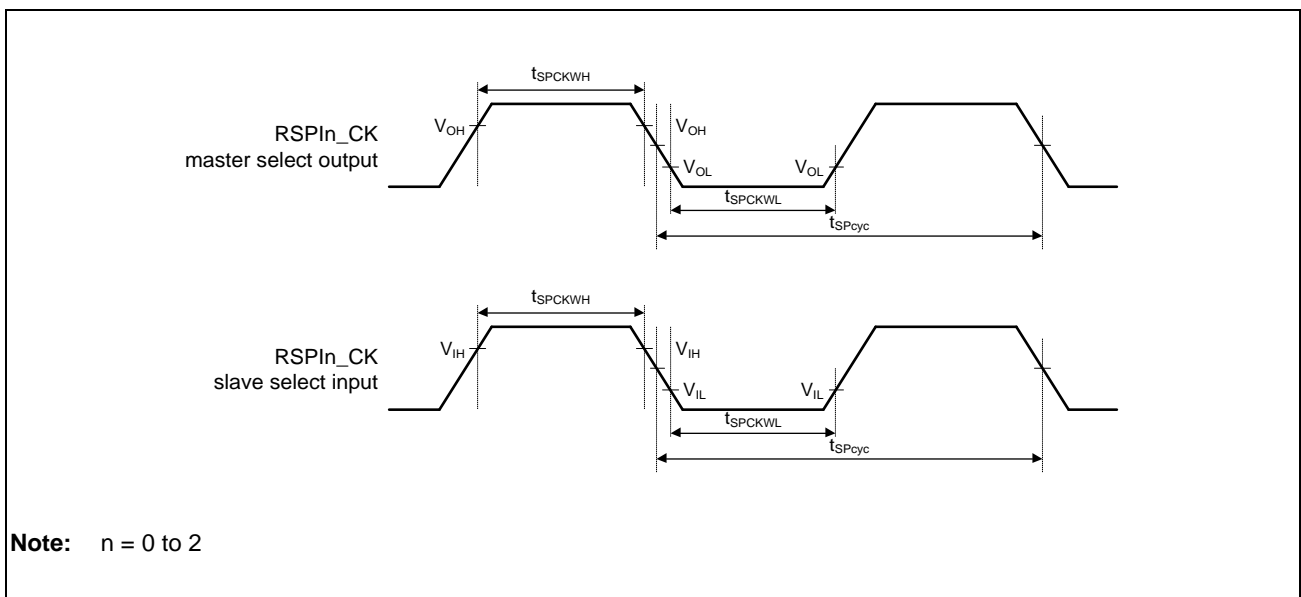 tSPCKWH
RSPIn_CK
master select output
VOH
VOH
VOL
VOL
tSPCKWL
tSPcyc
tSPCKWH
RSPIn_CK
slave select input
VIH
VIH
VIL
VIL
tSPCKWL
tSPcyc
Note: n = 0 to 2